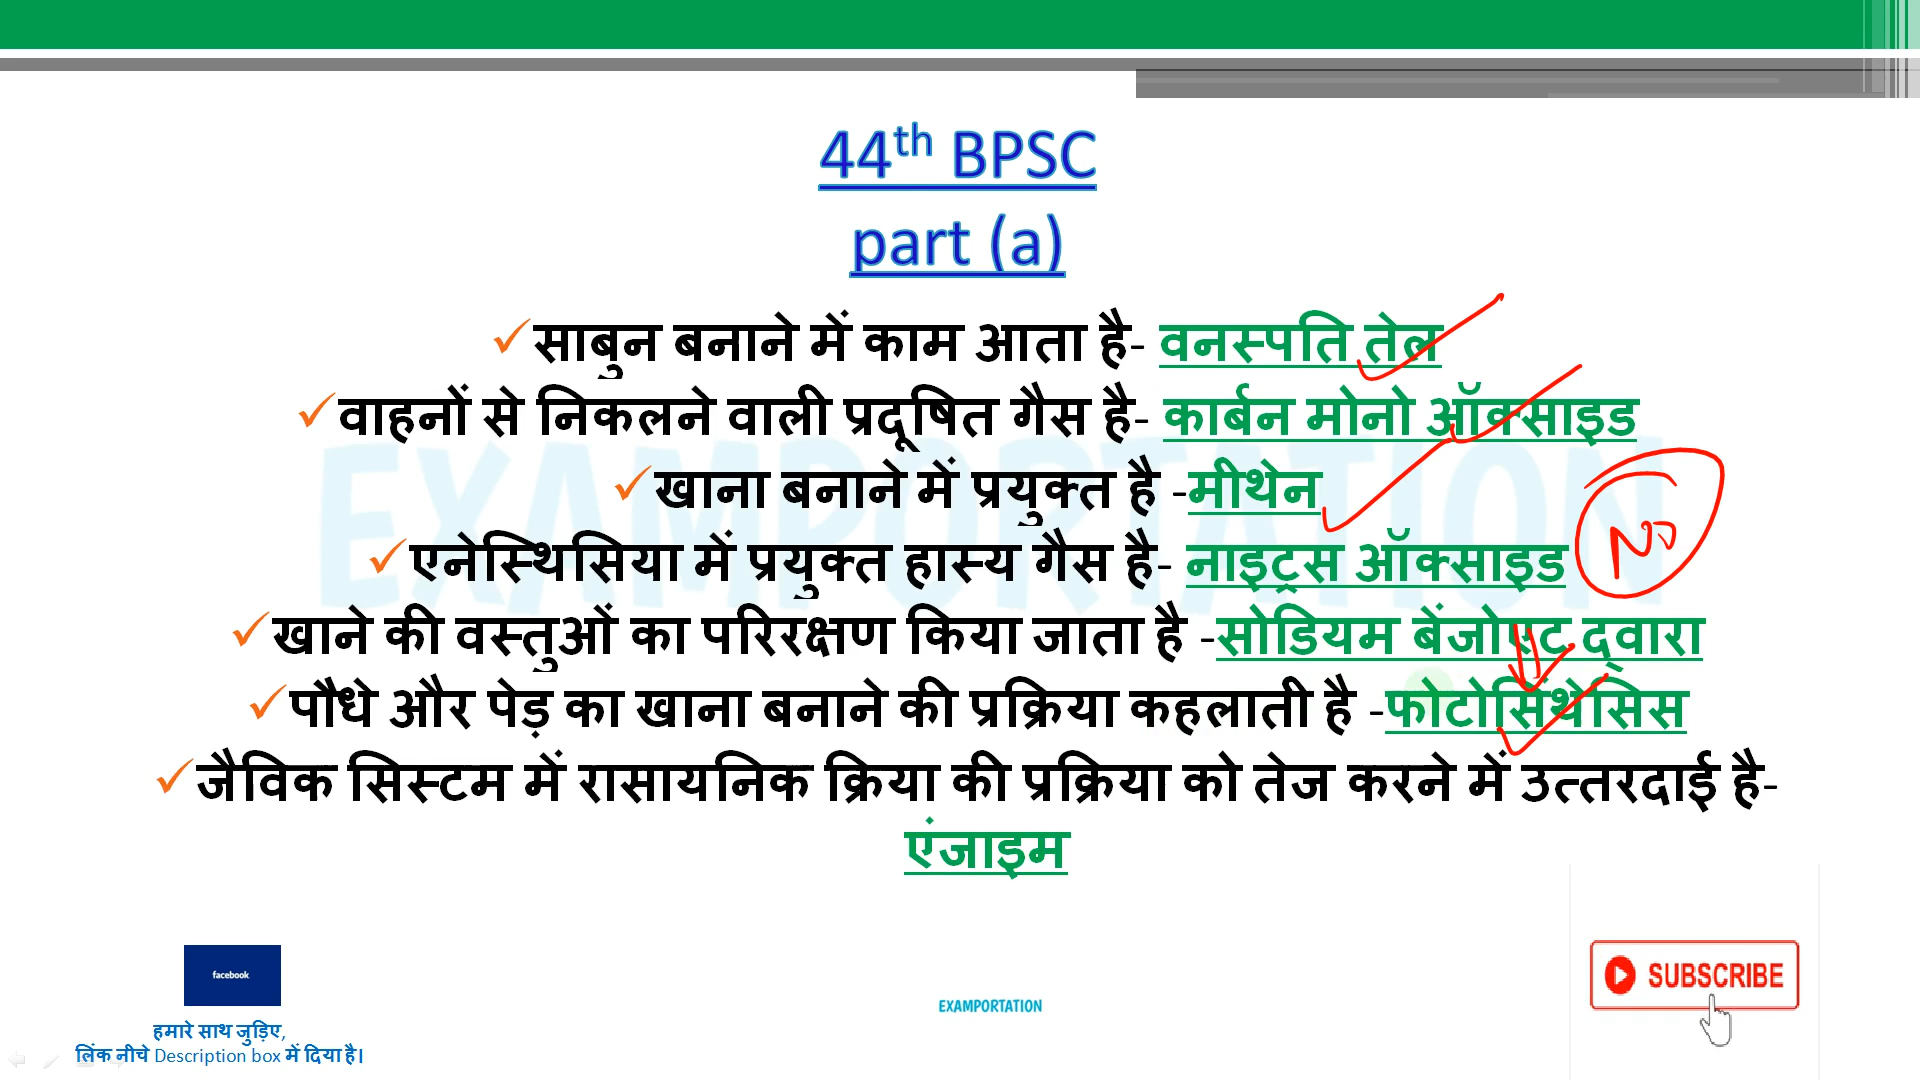 44th BPSC
part (a)
साबुन बनाने में काम आता है- वनस्पति तेल
वाहनों से निकलने वाली प्रदूषित गैस है- कार्बन मोनो ऑक्साइड
खाना बनाने में प्रयुक्त है -मीथेन
एनेस्थिसिया में प्रयुक्त हास्य गैस है- नाइट्रस ऑक्साइड
खाने की वस्तुओं का परिरक्षण किया जाता है -सोडियम बेंजोएट द्वारा
पौधे और पेड़ का खाना बनाने की प्रक्रिया कहलाती है -फोटोसिंथेसिस
जैविक सिस्टम में रासायनिक क्रिया की प्रक्रिया को तेज करने में उत्तरदाई है-
एंजाइम
EXAMPORTATION
facebook
हमारे साथ जुड़िए,
लिंक नीचे Description box में दिया है।
EXAMPORTATION
SUBSCRIBE